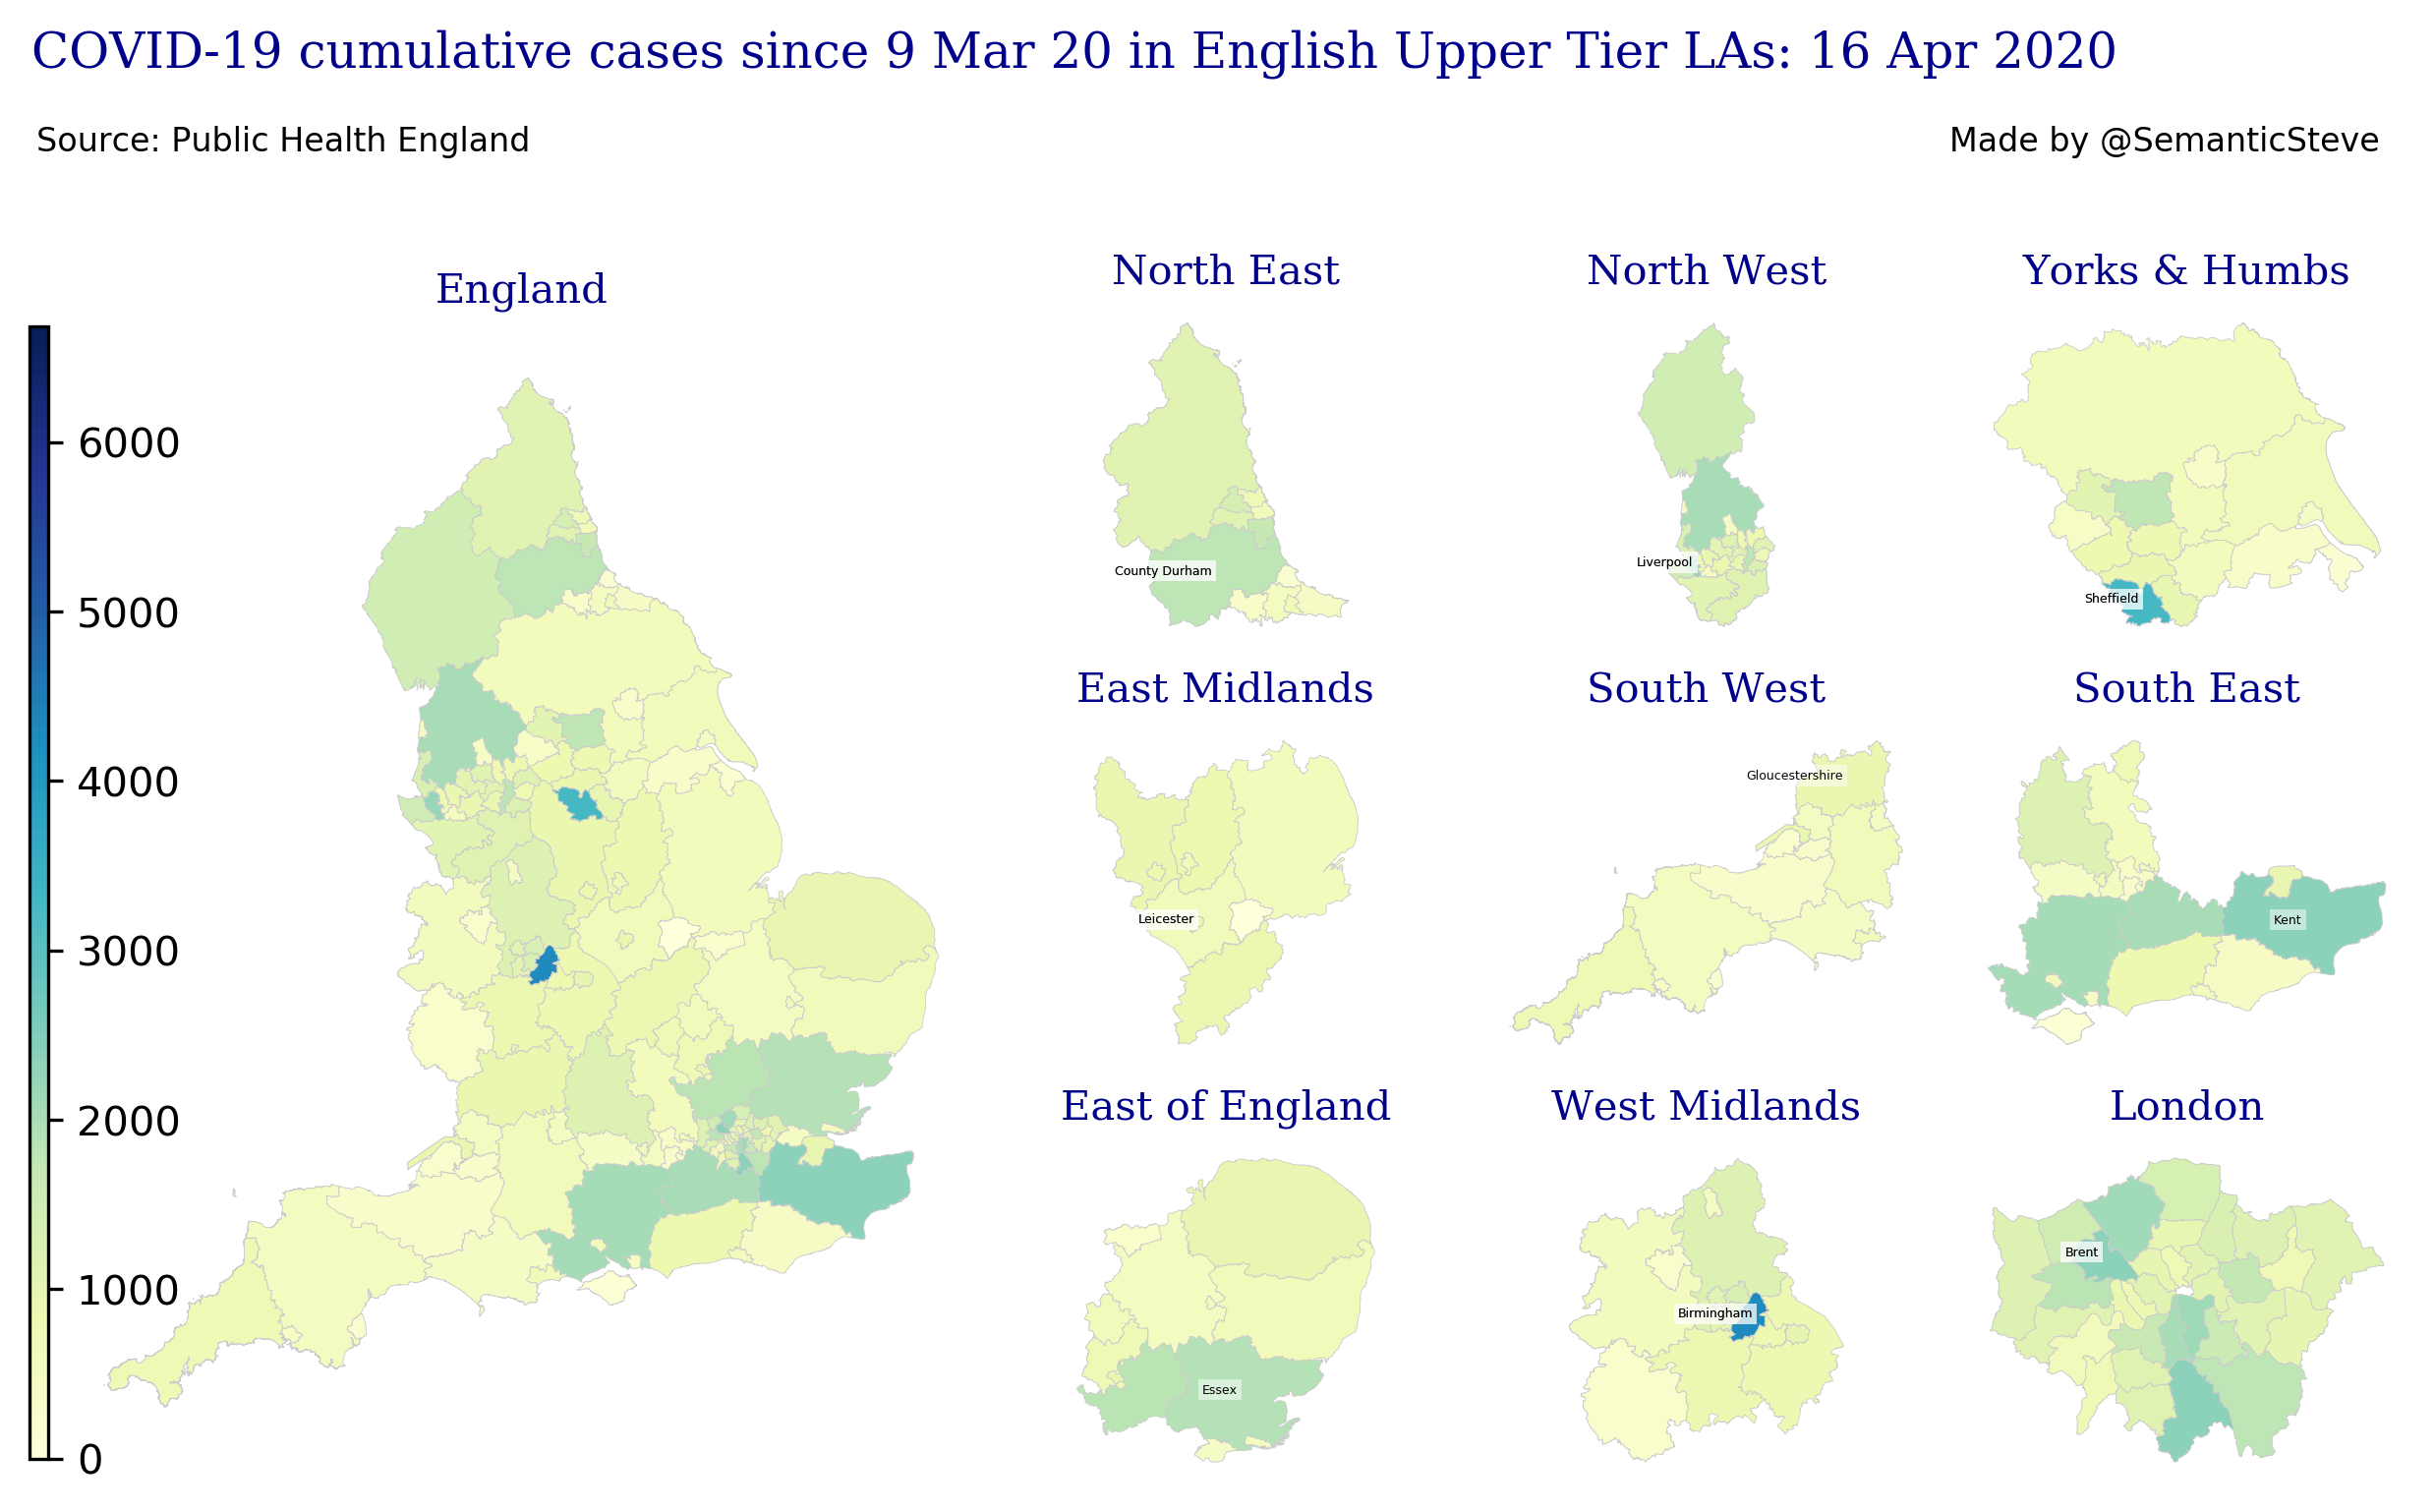 COVID-19 cumulative cases since 9 Mar 20 in English Upper Tier LAs: 16 Apr 2020
Source: Public Health England
Made by @SemanticSteve
England
6000
5000
4000
3000
2000
1000
0
North East
County Durham
North West
Liverpool
Yorks & Humbs
Sheffield
East Midlands
Leicester
South West
Gloucestershire
South East
Kent
East of England
Essex
West Midlands
Birmingham
London
Brent